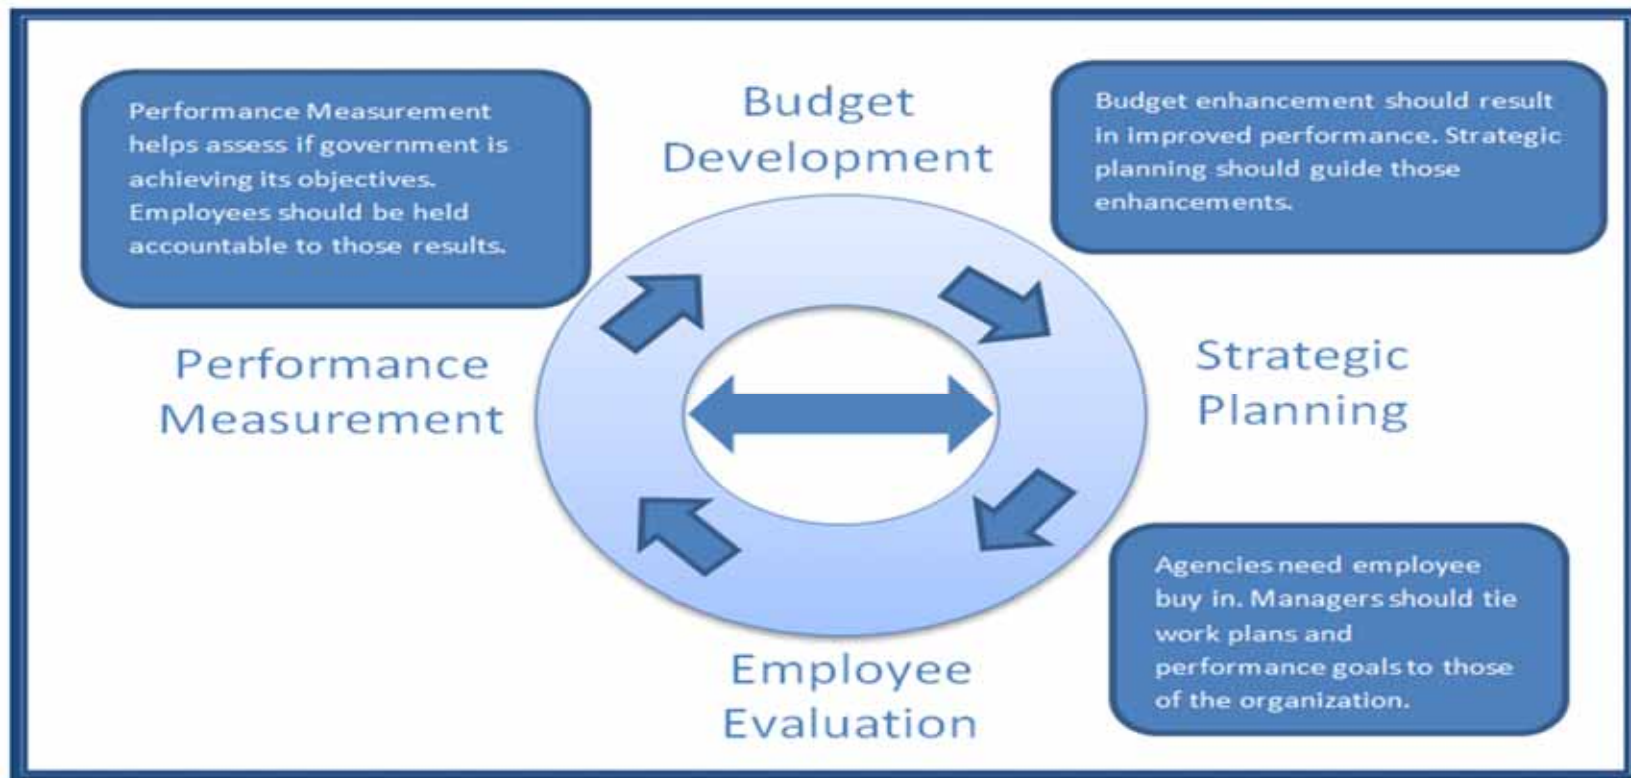 Performance Measurement
helps assess if government is
achieving its objectives.
Employees should be held
accountable to those results.
Budget
Development
Budget enhancement should result
in improved performance. Strategic
planning should guide those
enhancements.
Performance
Measurement
Strategic
Planning
Employee
Evaluation
Agencies need employee
buy in. Managers should tie
work plans and
performance goals to those
of the organization.